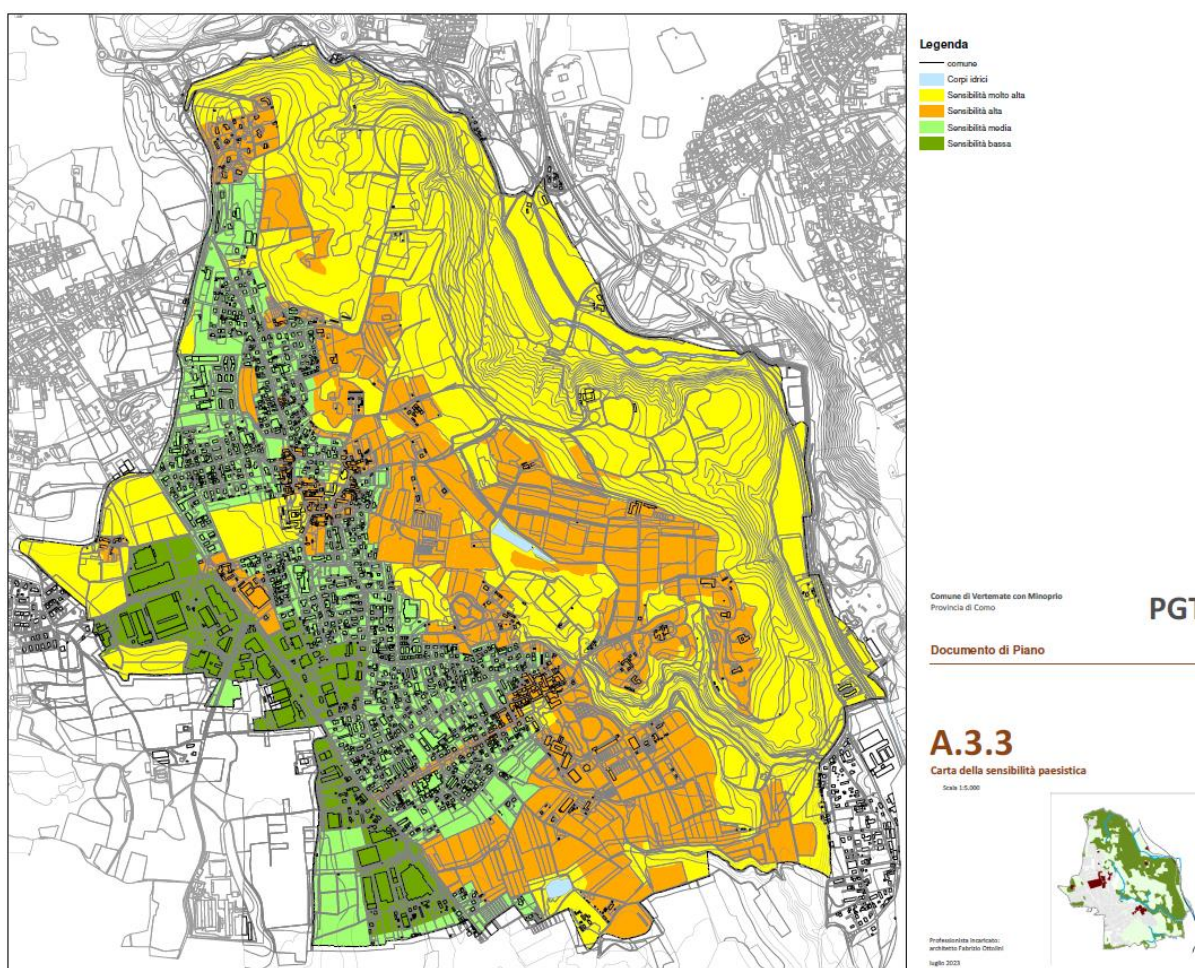 Legenda
comune
Corpi idrici
Sensibilità molto alta
Sensibilità alta
Sensibilità media
Sensibilità bassa
Comune di Vertemate con Minoprio
Provincia di Como
PGT
Documento di Piano
A.3.3
Carta della sensibilità paesistica
Scala 1:5.000
Professionista incaricato:
architetto Fabrizio Ottolini
luglio 2023